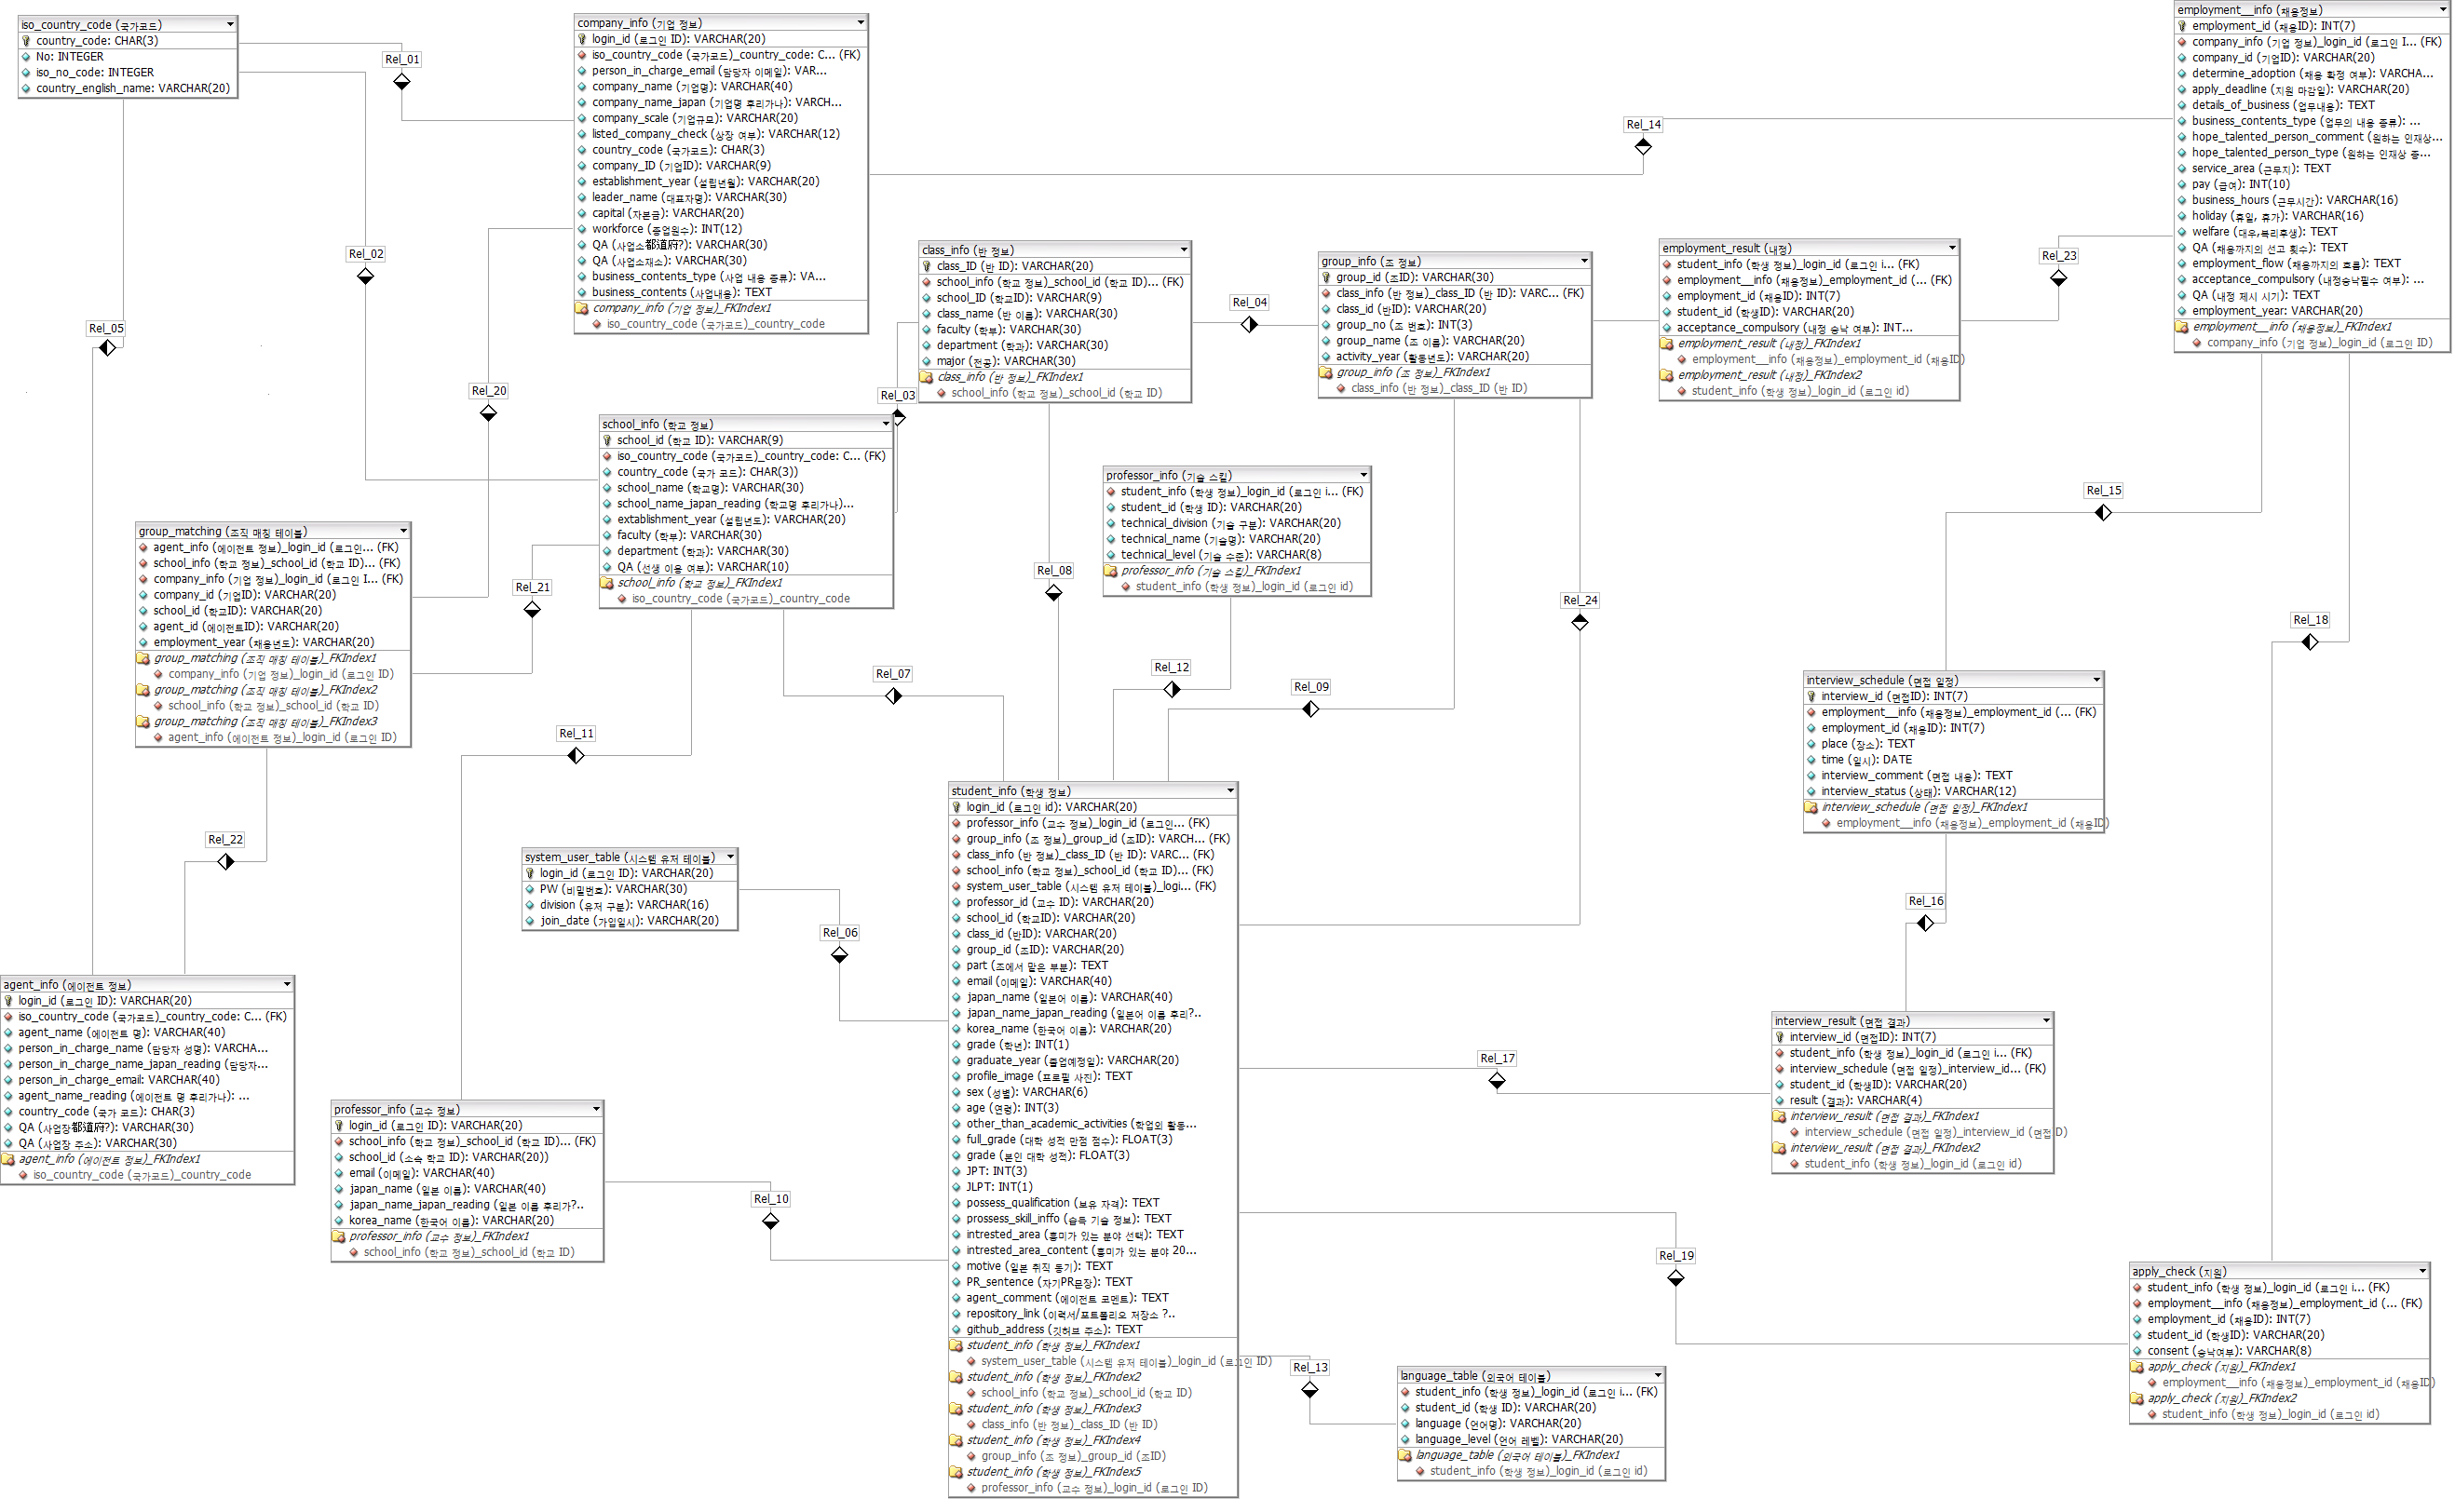 iso_country_code (국가코드)
country_code: CHAR(3)
No: INTEGER
iso_no_code: INTEGER
country_english_name: VARCHAR(20)
Rel_01
Rel_02
Rel_05
company_info (기업 정보)
login_id (로그인 ID): VARCHAR(20)
iso_country_code (국가코드)_country_code: C... (FK)
person_in_charge_email (담당자 이메일): VAR...
company_name (기업명): VARCHAR(40)
company_name_japan (기업명 후리가나): VARCH...
company_scale (기업규모): VARCHAR(20)
listed_company_check (상장 여부): VARCHAR(12)
country_code (국가코드): CHAR(3)
company_ID (기업ID): VARCHAR(9)
establishment_year (설립년월): VARCHAR(20)
leader_name (대표자명): VARCHAR(30)
capital (자본금): VARCHAR(20)
workforce (종업원수): INT(12)
QA (사업소都道府?): VARCHAR(30)
QA (사업소재소): VARCHAR(30)
business_contents_type (사업 내용 종류): VA...
business_contents (사업내용): TEXT
company_info (기업 정보)_FKIndex1
iso_country_code (국가코드)_country_code
Rel_14
employment__info (채용정보)
employment_id (채용ID): INT(7)
company_info (기업 정보)_login_id (로그인 I... (FK)
company_id (기업ID): VARCHAR(20)
determine_adoption (채용 확정 여부): VARCHA...
apply_deadline (지원 마감일): VARCHAR(20)
details_of_business (업무내용): TEXT
business_contents_type (업무의 내용 종류): ...
hope_talented_person_comment (원하는 인재상...
hope_talented_person_type (원하는 인재상 종...
service_area (근무지): TEXT
pay (급여): INT(10)
business_hours (근무시간): VARCHAR(16)
holiday (휴일, 휴가): VARCHAR(16)
welfare (대우,복리후생): TEXT
QA (채용까지의 선고 횟수): TEXT
employment_flow (채용까지의 흐름): TEXT
acceptance_compulsory (내정승낙필수 여부): ...
QA (내정 제시 시기): TEXT
employment_year: VARCHAR(20)
employment__info (채용정보)_FKIndex1
company_info (기업 정보)_login_id (로그인 ID)
class_info (반 정보)
class_ID (반 ID): VARCHAR(20)
school_info (학교 정보)_school_id (학교 ID)... (FK)
school_ID (학교ID): VARCHAR(9)
class_name (반 이름): VARCHAR(30)
faculty (학부): VARCHAR(30)
department (학과): VARCHAR(30)
major (전공): VARCHAR(30)
class_info (반 정보)_FKIndex1
school_info (학교 정보)_school_id (학교 ID)
Rel_04
group_info (조 정보)
group_id (조ID): VARCHAR(30)
class_info (반 정보)_class_ID (반 ID): VARC... (FK)
class_id (반ID): VARCHAR(20)
group_no (조 번호): INT(3)
group_name (조 이름): VARCHAR(20)
activity_year (활동년도): VARCHAR(20)
group_info (조 정보)_FKIndex1
class_info (반 정보)_class_ID (반 ID)
employment_result (내정)
student_info (학생 정보)_login_id (로그인 i... (FK)
employment__info (채용정보)_employment_id (... (FK)
employment_id (채용ID): INT(7)
student_id (학생ID): VARCHAR(20)
acceptance_compulsory (내정 승낙 여부): INT...
employment_result (내정)_FKIndex1
employment__info (채용정보)_employment_id (채용ID)
employment_result (내정)_FKIndex2
student_info (학생 정보)_login_id (로그인 id)
Rel_23
Rel_20
Rel_03
school_info (학교 정보)
school_id (학교 ID): VARCHAR(9)
iso_country_code (국가코드)_country_code: C... (FK)
country_code (국가 코드): CHAR(3))
school_name (학교명): VARCHAR(30)
school_name_japan_reading (학교명 후리가나)...
extablishment_year (설립년도): VARCHAR(20)
faculty (학부): VARCHAR(30)
department (학과): VARCHAR(30)
QA (선생 이용 여부): VARCHAR(10)
school_info (학교 정보)_FKIndex1
iso_country_code (국가코드)_country_code
professor_info (기술 스킬)
student_info (학생 정보)_login_id (로그인 i... (FK)
student_id (학생 ID): VARCHAR(20)
technical_division (기술 구분): VARCHAR(20)
technical_name (기술명): VARCHAR(20)
technical_level (기술 수준): VARCHAR(8)
professor_info (기술 스킬)_FKIndex1
student_info (학생 정보)_login_id (로그인 id)
Rel_15
group_matching (조직 매칭 테이블)
agent_info (에이전트 정보)_login_id (로그인... (FK)
school_info (학교 정보)_school_id (학교 ID)... (FK)
company_info (기업 정보)_login_id (로그인 I... (FK)
company_id (기업ID): VARCHAR(20)
school_id (학교ID): VARCHAR(20)
agent_id (에이전트ID): VARCHAR(20)
employment_year (채용년도): VARCHAR(20)
group_matching (조직 매칭 테이블)_FKIndex1
company_info (기업 정보)_login_id (로그인 ID)
group_matching (조직 매칭 테이블)_FKIndex2
school_info (학교 정보)_school_id (학교 ID)
group_matching (조직 매칭 테이블)_FKIndex3
agent_info (에이전트 정보)_login_id (로그인 ID)
Rel_21
Rel_08
Rel_24
Rel_18
Rel_07
Rel_12
Rel_09
Rel_11
interview_schedule (면접 일정)
interview_id (면접ID): INT(7)
employment__info (채용정보)_employment_id (... (FK)
employment_id (채용ID): INT(7)
place (장소): TEXT
time (일시): DATE
interview_comment (면접 내용): TEXT
interview_status (상태): VARCHAR(12)
interview_schedule (면접 일정)_FKIndex1
employment__info (채용정보)_employment_id (채용ID)
Rel_22
system_user_table (시스템 유저 테이블)
login_id (로그인 ID): VARCHAR(20)
PW (비밀번호): VARCHAR(30)
division (유저 구분): VARCHAR(16)
join_date (가입일시): VARCHAR(20)
Rel_06
student_info (학생 정보)
login_id (로그인 id): VARCHAR(20)
professor_info (교수 정보)_login_id (로그인... (FK)
group_info (조 정보)_group_id (조ID): VARCH... (FK)
class_info (반 정보)_class_ID (반 ID): VARC... (FK)
school_info (학교 정보)_school_id (학교 ID)... (FK)
system_user_table (시스템 유저 테이블)_logi... (FK)
professor_id (교수 ID): VARCHAR(20)
school_id (학교ID): VARCHAR(20)
class_id (반ID): VARCHAR(20)
group_id (조ID): VARCHAR(20)
part (조에서 맡은 부분): TEXT
email (이메일): VARCHAR(40)
japan_name (일본어 이름): VARCHAR(40)
japan_name_japan_reading (일본어 이름 후리?..
korea_name (한국어 이름): VARCHAR(20)
grade (학년): INT(1)
graduate_year (졸업예정일): VARCHAR(20)
profile_image (프로필 사진): TEXT
sex (성별): VARCHAR(6)
age (연령): INT(3)
other_than_academic_activities (학업외 활동...
full_grade (대학 성적 만점 점수): FLOAT(3)
grade (본인 대학 성적): FLOAT(3)
JPT: INT(3)
JLPT: INT(1)
possess_qualification (보유 자격): TEXT
prossess_skill_inffo (습득 기술 정보): TEXT
intrested_area (흥미가 있는 분야 선택): TEXT
intrested_area_content (흥미가 있는 분야 20...
motive (일본 취직 동기): TEXT
PR_sentence (자기PR문장): TEXT
agent_comment (에이전트 코멘트): TEXT
repository_link (이력서/포트폴리오 저장소 ?..
github_address (깃허브 주소): TEXT
student_info (학생 정보)_FKIndex1
system_user_table (시스템 유저 테이블)_login_id (로그인 ID)
student_info (학생 정보)_FKIndex2
school_info (학교 정보)_school_id (학교 ID)
student_info (학생 정보)_FKIndex3
class_info (반 정보)_class_ID (반 ID)
student_info (학생 정보)_FKIndex4
group_info (조 정보)_group_id (조ID)
student_info (학생 정보)_FKIndex5
professor_info (교수 정보)_login_id (로그인 ID)
Rel_16
agent_info (에이전트 정보)
login_id (로그인 ID): VARCHAR(20)
iso_country_code (국가코드)_country_code: C... (FK)
agent_name (에이전트 명): VARCHAR(40)
person_in_charge_name (담당자 성명): VARCHA...
person_in_charge_name_japan_reading (담당자...
person_in_charge_email: VARCHAR(40)
agent_name_reading (에이전트 명 후리가나): ...
country_code (국가 코드): CHAR(3)
QA (사업장都道府?): VARCHAR(30)
QA (사업장 주소): VARCHAR(30)
agent_info (에이전트 정보)_FKIndex1
iso_country_code (국가코드)_country_code
professor_info (교수 정보)
login_id (로그인 ID): VARCHAR(20)
school_info (학교 정보)_school_id (학교 ID)... (FK)
school_id (소속 학교 ID): VARCHAR(20))
email (이메일): VARCHAR(40)
japan_name (일본 이름): VARCHAR(40)
japan_name_japan_reading (일본 이름 후리가?..
korea_name (한국어 이름): VARCHAR(20)
professor_info (교수 정보)_FKIndex1
school_info (학교 정보)_school_id (학교 ID)
Rel_10
Rel_17
interview_result (면접 결과)
interview_id (면접ID): INT(7)
student_info (학생 정보)_login_id (로그인 i... (FK)
interview_schedule (면접 일정)_interview_id... (FK)
student_id (학생ID): VARCHAR(20)
result (결과): VARCHAR(4)
interview_result (면접 결과)_FKIndex1
interview_schedule (면접 일정)_interview_id (면접ID)
interview_result (면접 결과)_FKIndex2
student_info (학생 정보)_login_id (로그인 id)
Rel_19
Rel_13
language_table (외국어 테이블)
student_info (학생 정보)_login_id (로그인 i... (FK)
student_id (학생 ID): VARCHAR(20)
language (언어명): VARCHAR(20)
language_level (언어 레벨): VARCHAR(20)
language_table (외국어 테이블)_FKIndex1
student_info (학생 정보)_login_id (로그인 id)
apply_check (지원)
student_info (학생 정보)_login_id (로그인 i... (FK)
employment__info (채용정보)_employment_id (... (FK)
employment_id (채용ID): INT(7)
student_id (학생ID): VARCHAR(20)
consent (승낙여부): VARCHAR(8)
apply_check (지원)_FKIndex1
employment__info (채용정보)_employment_id (채용ID)
apply_check (지원)_FKIndex2
student_info (학생 정보)_login_id (로그인 id)